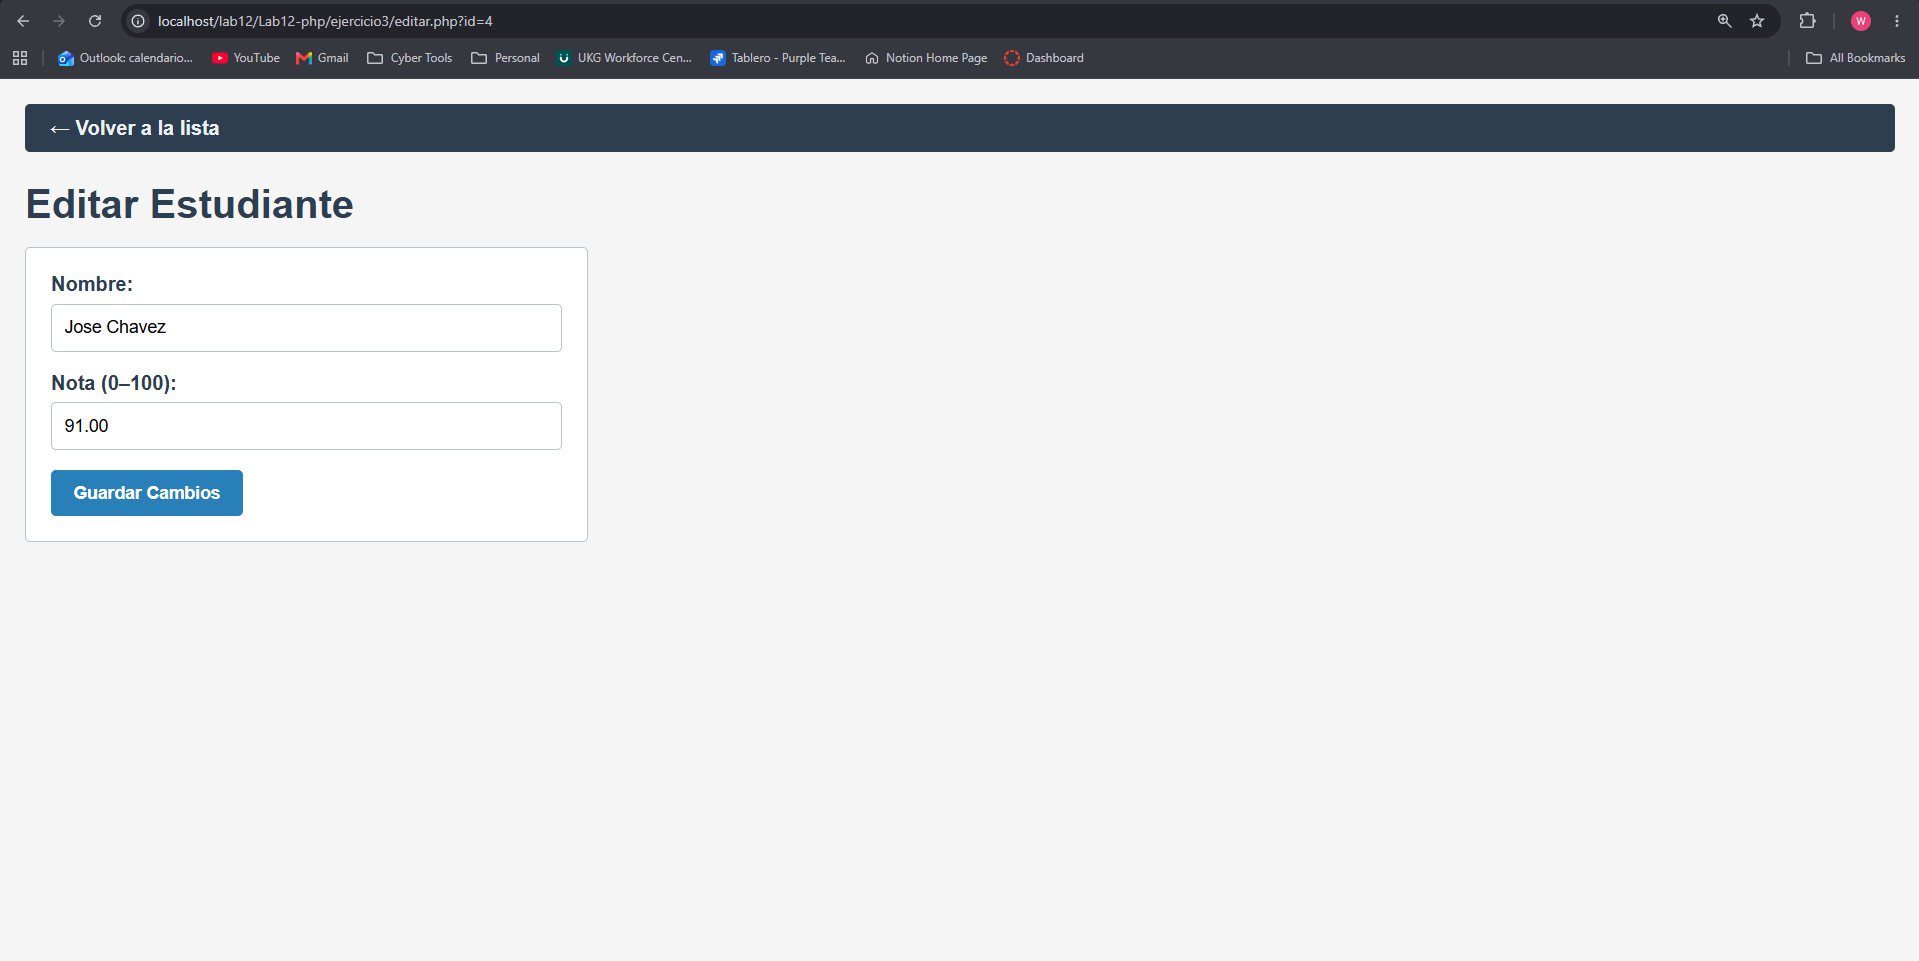 localhost/lab12/Lab12-php/ejercicio3/editar.php?id=4
W
Outlook: calendario... YouTube Gmail Cyber Tools Personal UKG Workforce Cen... Tablero - Purple Tea... Notion Home Page Dashboard All Bookmarks
← Volver a la lista
Editar Estudiante
Nombre:
Jose Chavez
Nota (0–100):
91.00
Guardar Cambios